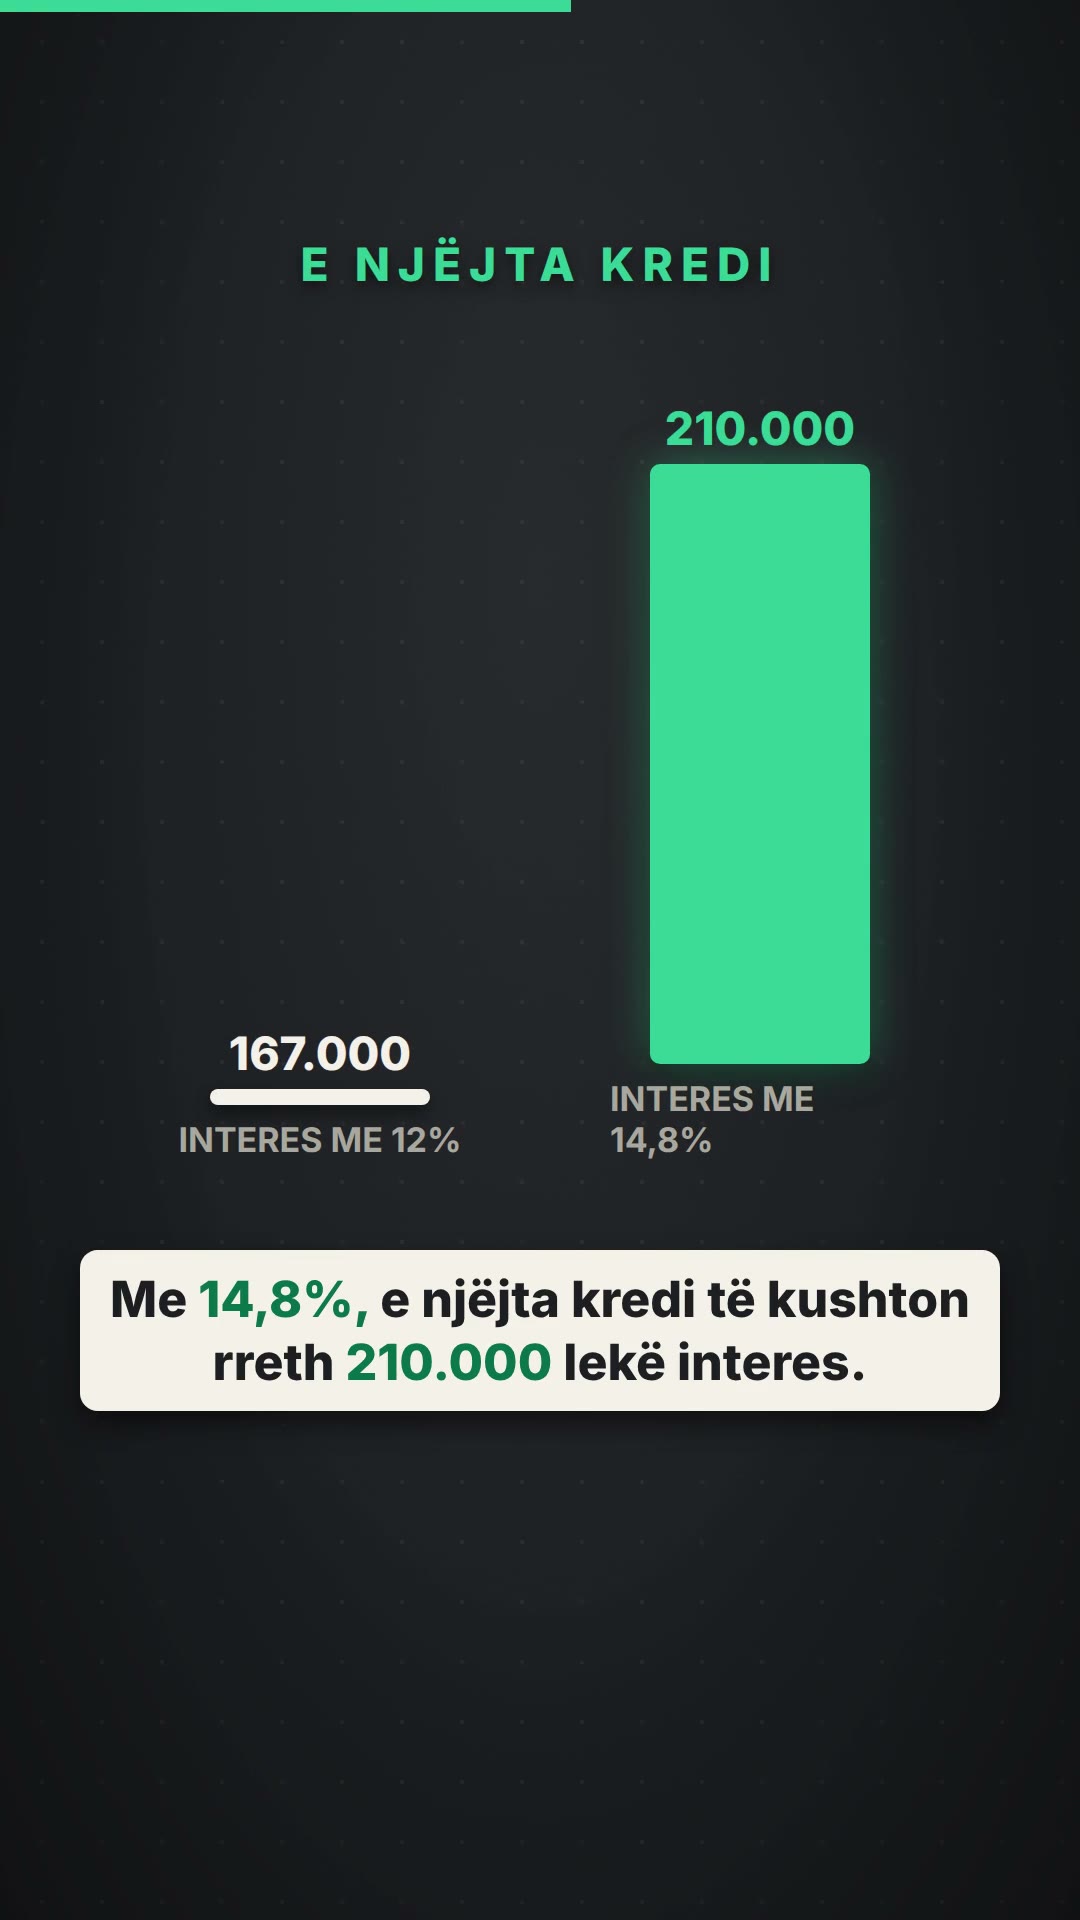 E NJËJTA KREDI
210.000
167.000
INTERES ME 12%
INTERES ME
14,8%
Me 14,8%, e njëjta kredi të kushton
rreth 210.000 lekë interes.